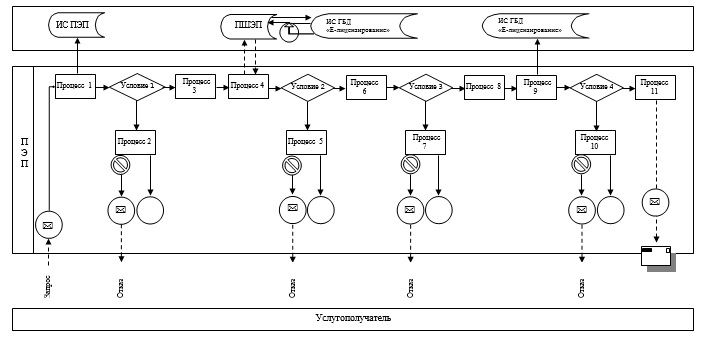 ИС ПЭП
ПШЭП
ИС ГБД
«Е-лицензирование»
ИС ГБД
«Е-лицензирование»
Процесс 1
Условие 1
Процесс
3
Процесс 4
Условие 2
Процесс
6
Условие 3
Процесс 8
Процесс
9
Условие 4
Процесс
11
П
Э
П
Процесс 2
Процесс 5
Процесс
7
Процесс
10
Запрос
Отказ
Отказ
Отказ
Отказ
Услугополучатель